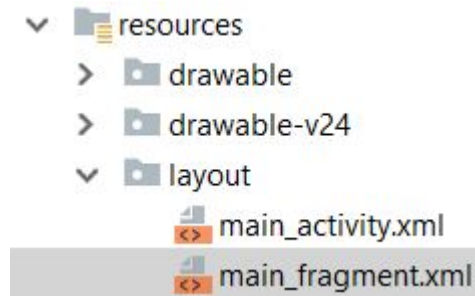 resources
drawable
drawable-v24
layout
main_activity.xml
main_fragment.xml